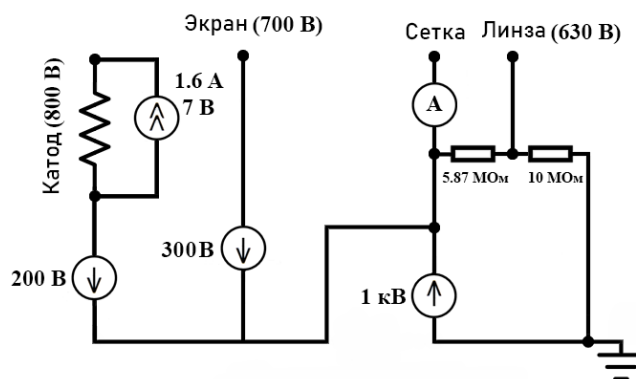 Экран (700 В)
Сетка
Линза (630 В)
Катод (800 В)
1.6 А
7 В
А
5.87 МОм
10 МОм
300В
200 В
1 кВ